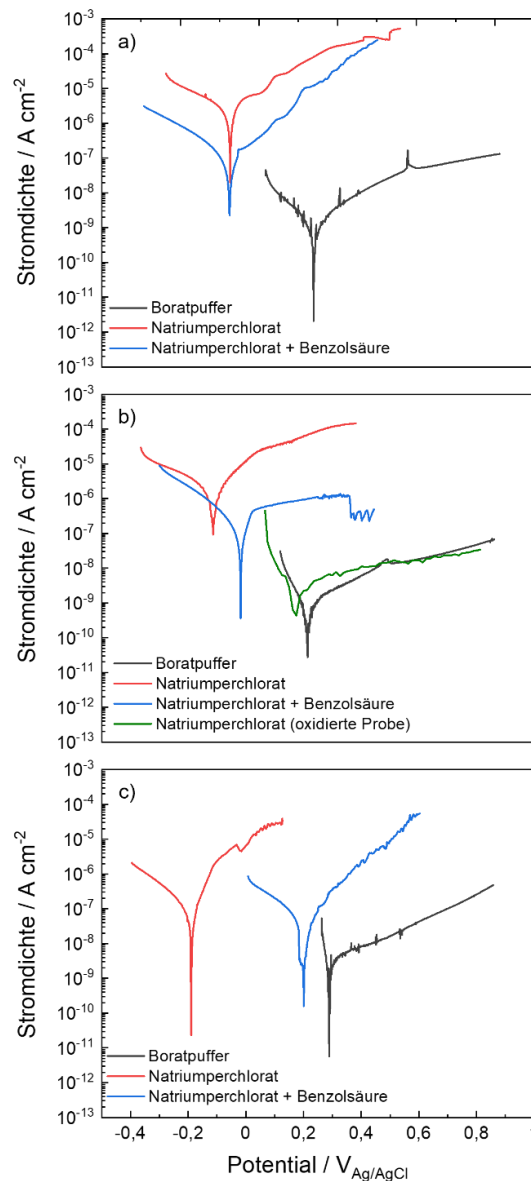 10-3
a)
10-4
10-5
10-6
10-7
10-8
10-9
10-10
10-11
10-12
10-13
Stromdichte / A cm-2
Boratpuffer
Natriumperchlorat
Natriumperchlorat + Benzolsäure
10-3
b)
10-4
10-5
10-6
10-7
10-8
10-9
10-10
10-11
10-12
10-13
Stromdichte / A cm-2
Boratpuffer
Natriumperchlorat
Natriumperchlorat + Benzolsäure
Natriumperchlorat (oxidierte Probe)
10-3
c)
10-4
10-5
10-6
10-7
10-8
10-9
10-10
10-11
10-12
10-13
Stromdichte / A cm-2
Boratpuffer
Natriumperchlorat
Natriumperchlorat + Benzolsäure
-0,4 -0,2 0 0,2 0,4 0,6 0,8 1
Potential / VAg/AgCl